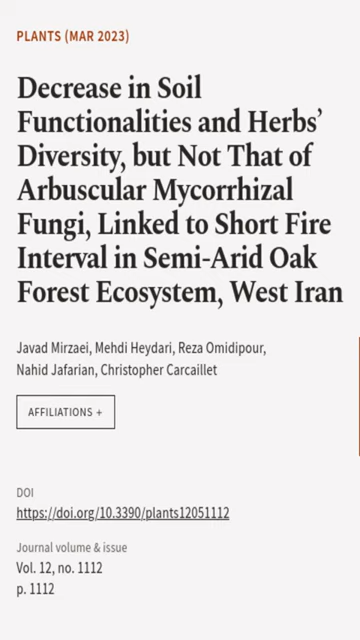 PLANTS (MAR 2023)
Decrease in Soil
Functionalities and Herbs'
Diversity, but Not That of
Arbuscular Mycorrhizal
Fungi, Linked to Short Fire
Interval in Semi-Arid Oak
Forest Ecosystem, West Iran
Javad Mirzaei, Mehdi Heydari, Reza Omidipour,
Nahid Jafarian, Christopher Carcaillet
AFFILIATIONS +
DOI
https://doi.org/10.3390/plants12051112
Journal volume & issue
Vol. 12, no. 1112
p. 1112